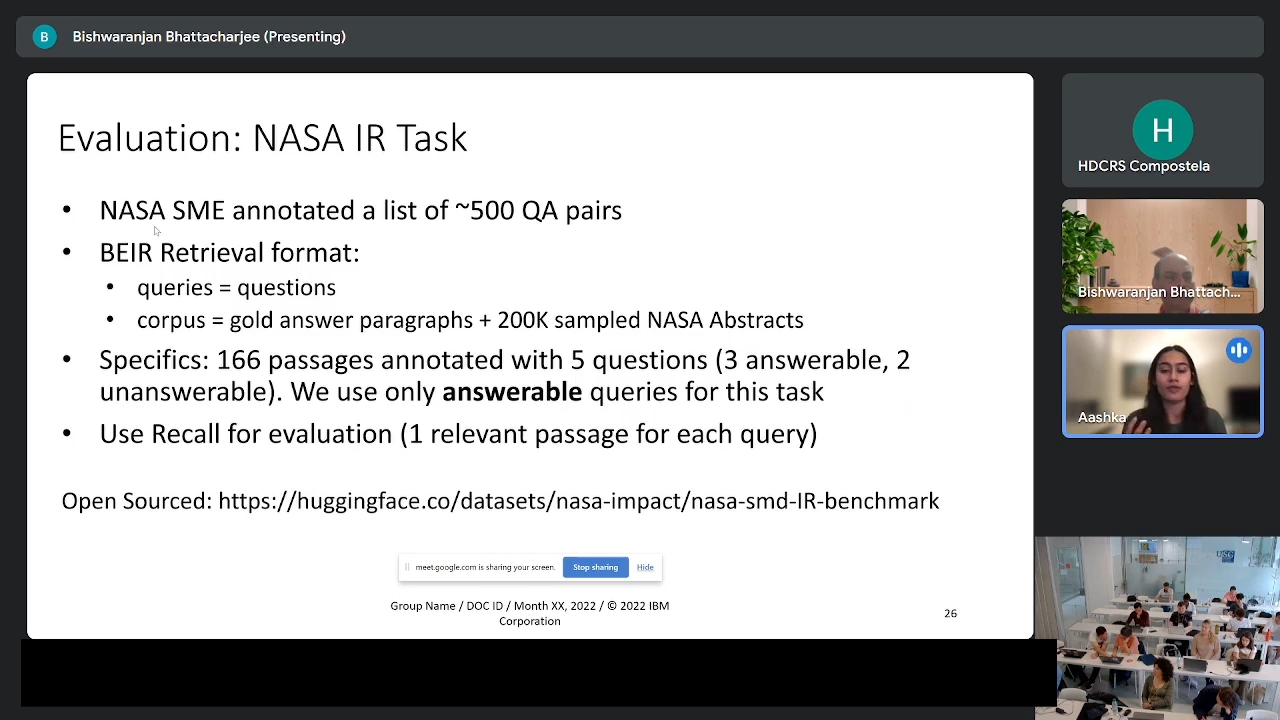 B
Bishwaranjan Bhattacharjee (Presenting)
Evaluation: NASA IR Task
• NASA SME annotated a list of ~500 QA pairs
• BEIR Retrieval format:
• queries = questions
• corpus = gold answer paragraphs + 200K sampled NASA Abstracts
• Specifics: 166 passages annotated with 5 questions (3 answerable, 2
unanswerable). We use only answerable queries for this task
• Use Recall for evaluation (1 relevant passage for each query)
Open Sourced: https://huggingface.co/datasets/nasa-impact/nasa-smd-IR-benchmark
meet.google.com is sharing your screen.
Stop sharing
Hide
Group Name / DOC ID / Month XX, 2022 / © 2022 IBM
Corporation
26
H
HDCRS Compostela
Bishwaranjan Bhattach...
Aashka